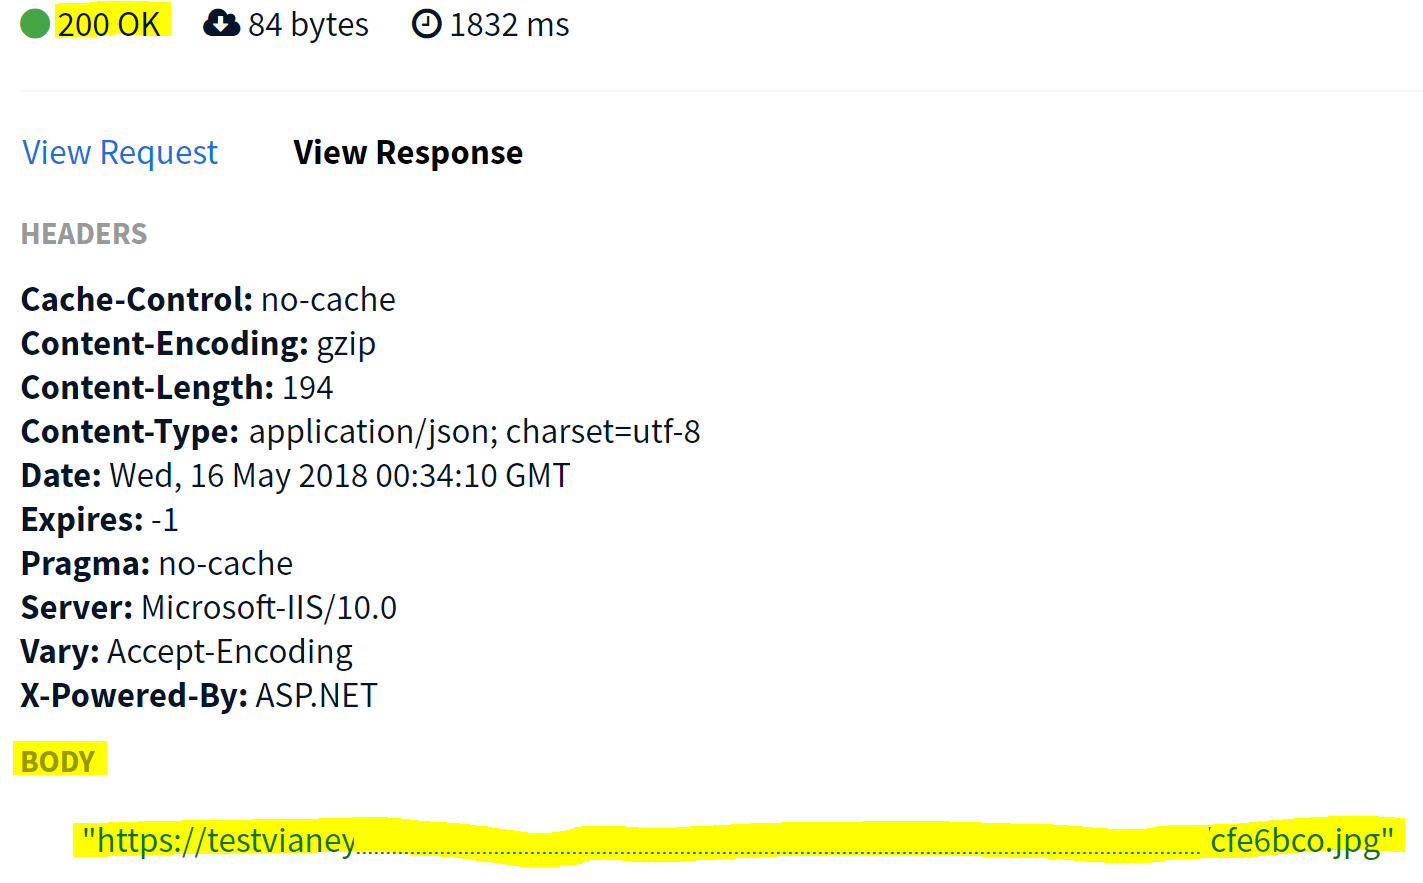 200 OK 84 bytes 1832 ms
View Request View Response
HEADERS
Cache-Control: no-cache
Content-Encoding: gzip
Content-Length: 194
Content-Type: application/json; charset=utf-8
Date: Wed, 16 May 2018 00:34:10 GMT
Expires: -1
Pragma: no-cache
Server: Microsoft-IIS/10.0
Vary: Accept-Encoding
X-Powered-By: ASP.NET
BODY
"https://testvianey cfe6bco.jpg"